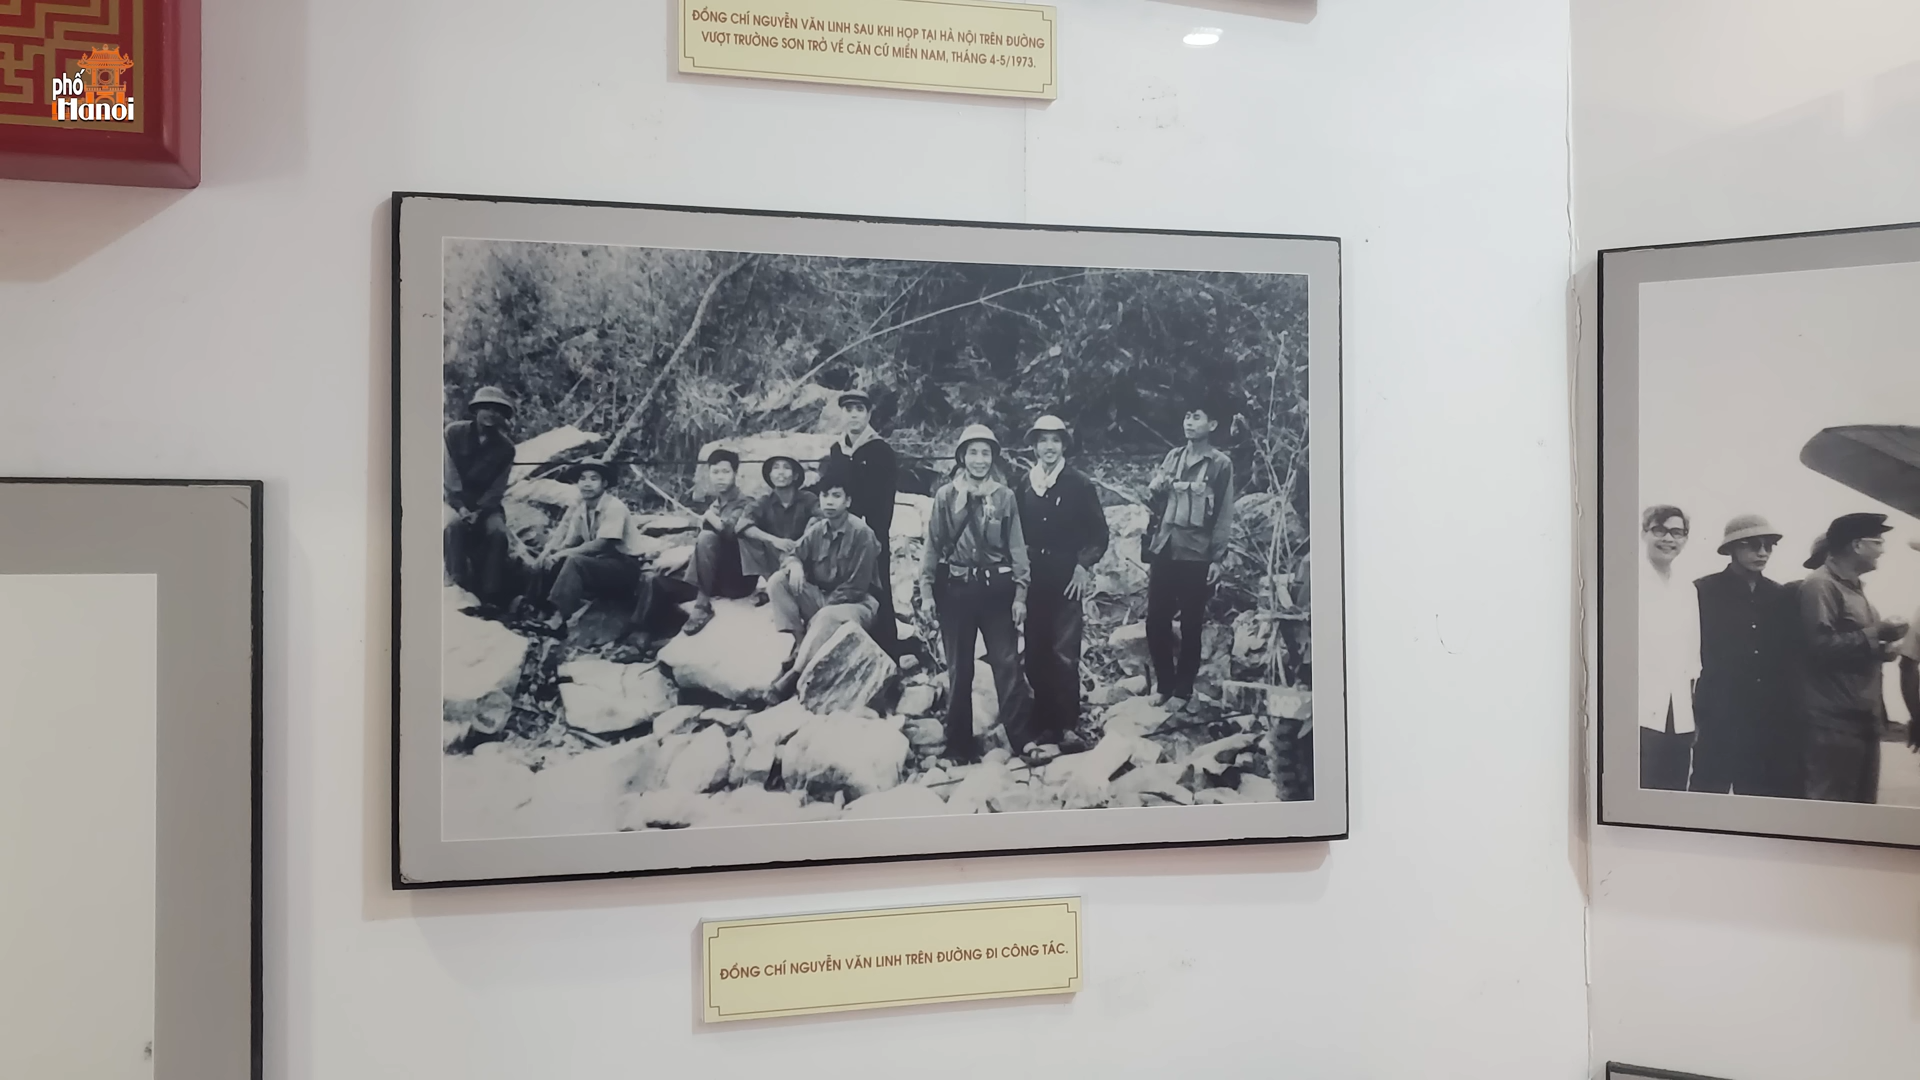 ĐỒNG CHÍ NGUYỄN VĂN LINH SAU KHI HỌP TẠI HÀ NỘI TRÊN ĐƯỜNG
VƯỢT TRƯỜNG SƠN TRỞ VỀ CĂN CỨ MIỀN NAM, THÁNG 4-5/1973.
phố
Hanoi
ĐỒNG CHÍ NGUYỄN VĂN LINH TRÊN ĐƯỜNG ĐI CÔNG TÁC.